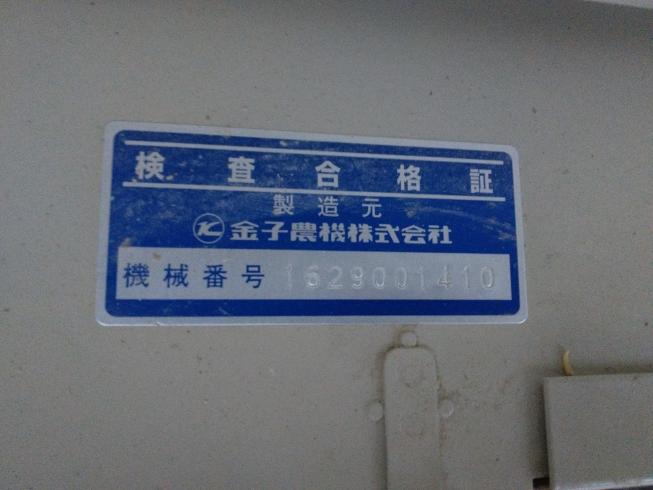 検査合格証
製造元
金子農機株式会社
機械番号 1629001410